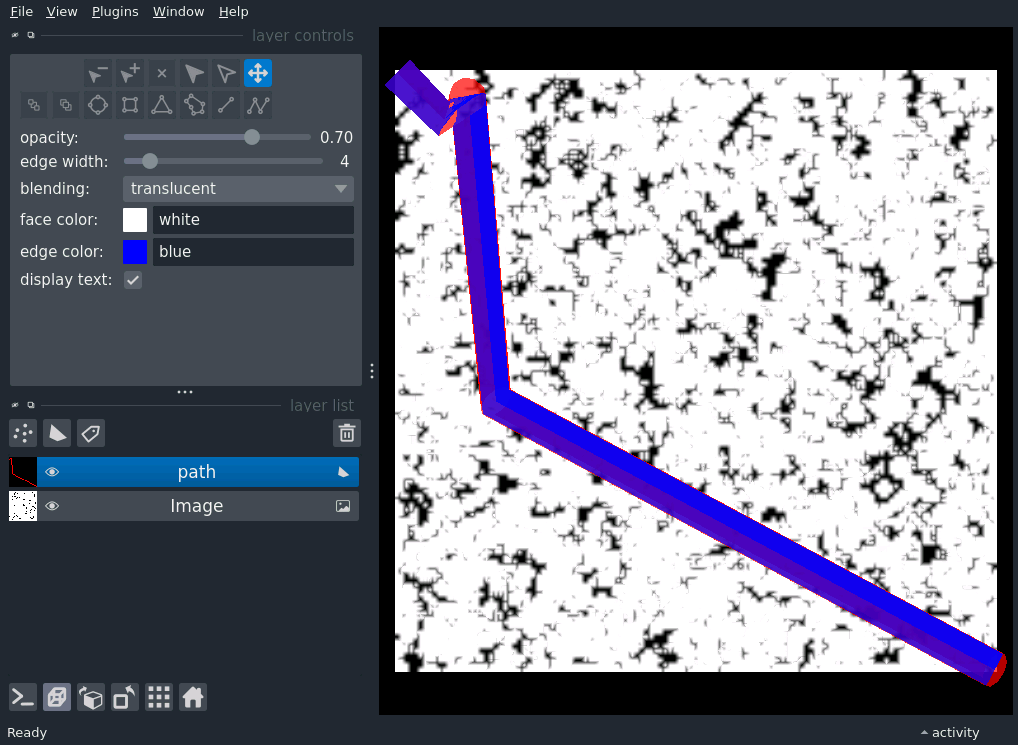 File View Plugins Window Help
layer controls
opacity: 0.70
edge width: 4
blending: translucent
face color: white
edge color: blue
display text:
layer list
path
Image
Ready
activity